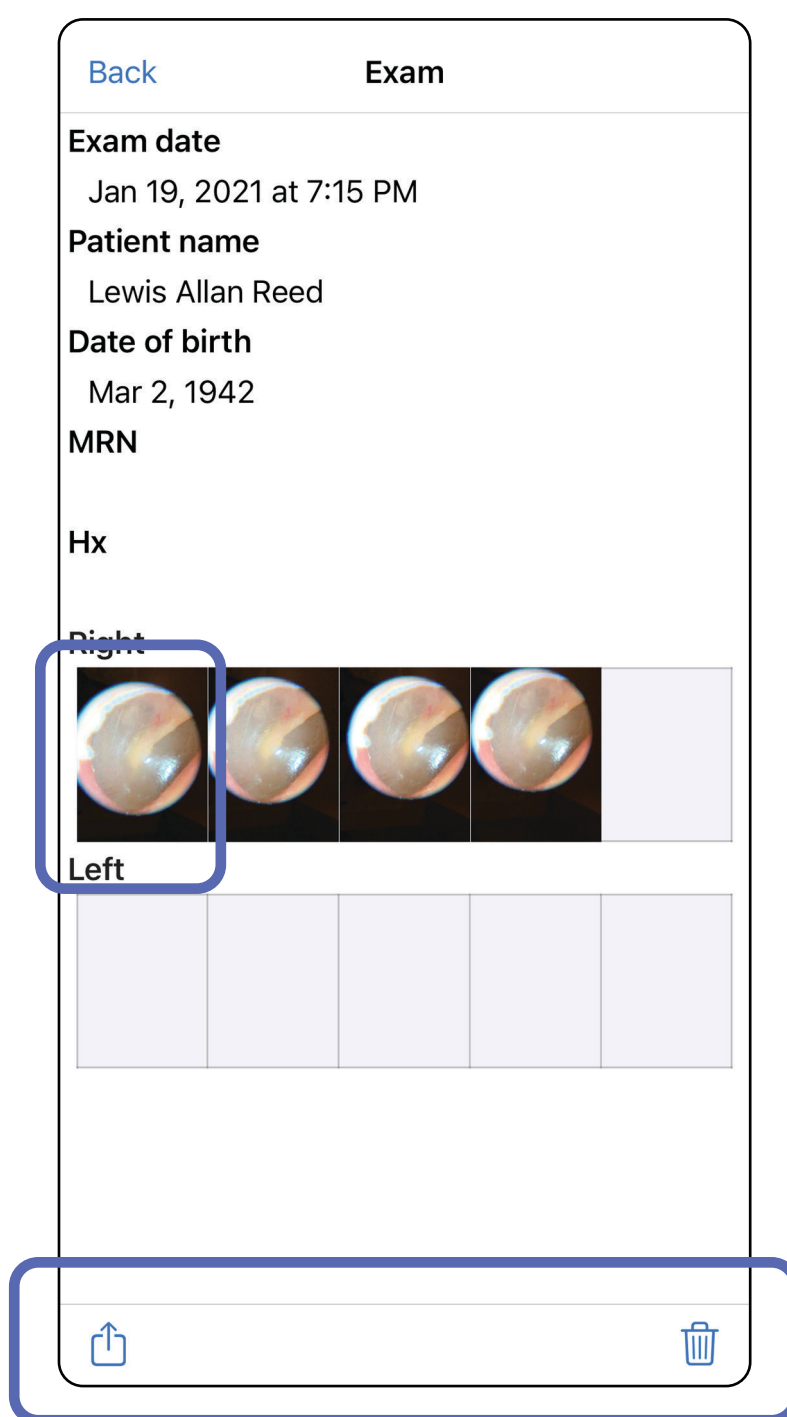 Back Exam
Exam date
Jan 19, 2021 at 7:15 PM
Patient name
Lewis Allan Reed
Date of birth
Mar 2, 1942
MRN
Hx
Right
Left